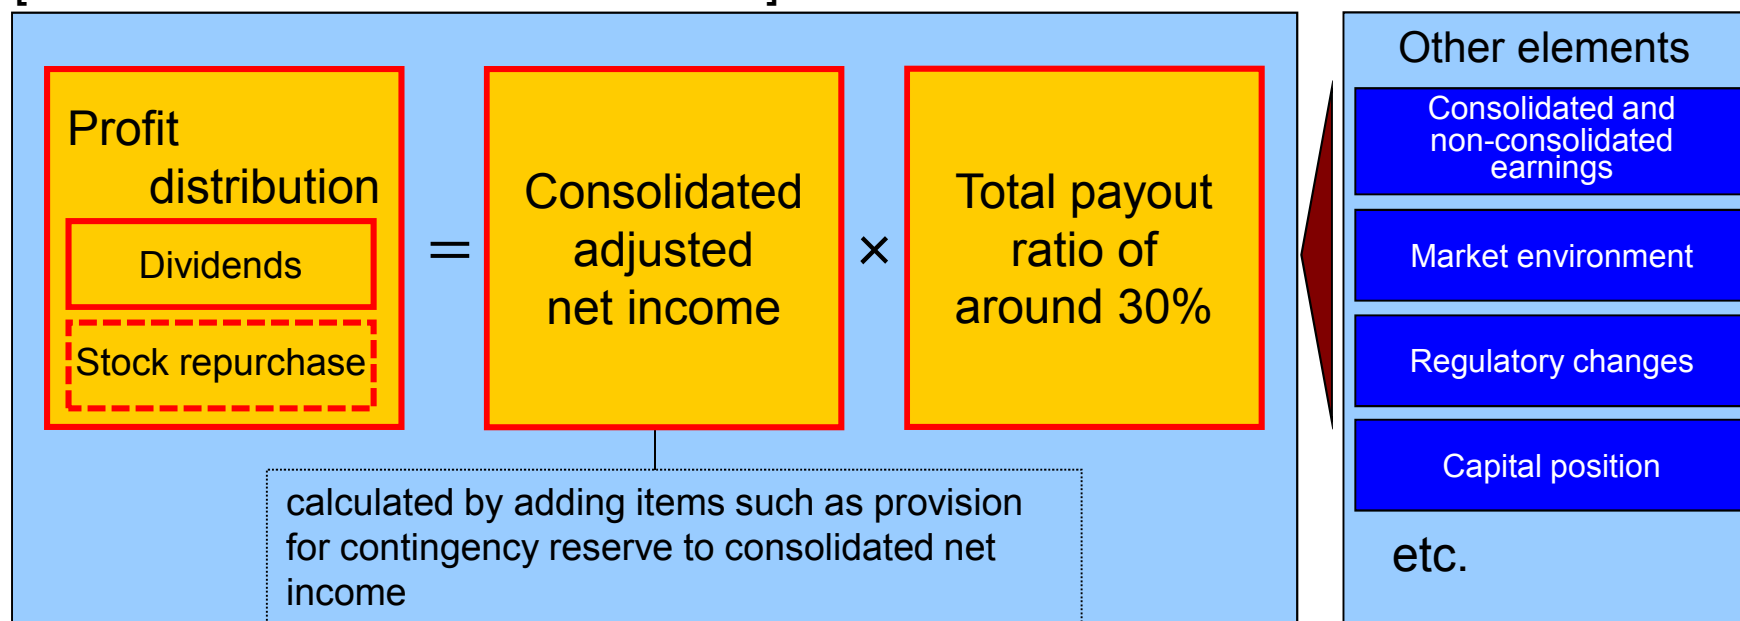 Profit
distribution
Dividends
Stock repurchase
=
Consolidated
adjusted
net income
×
Total payout
ratio of
around 30%
calculated by adding items such as provision
for contingency reserve to consolidated net
income
Other elements
Consolidated and
non-consolidated
earnings
Market environment
Regulatory changes
Capital position
etc.